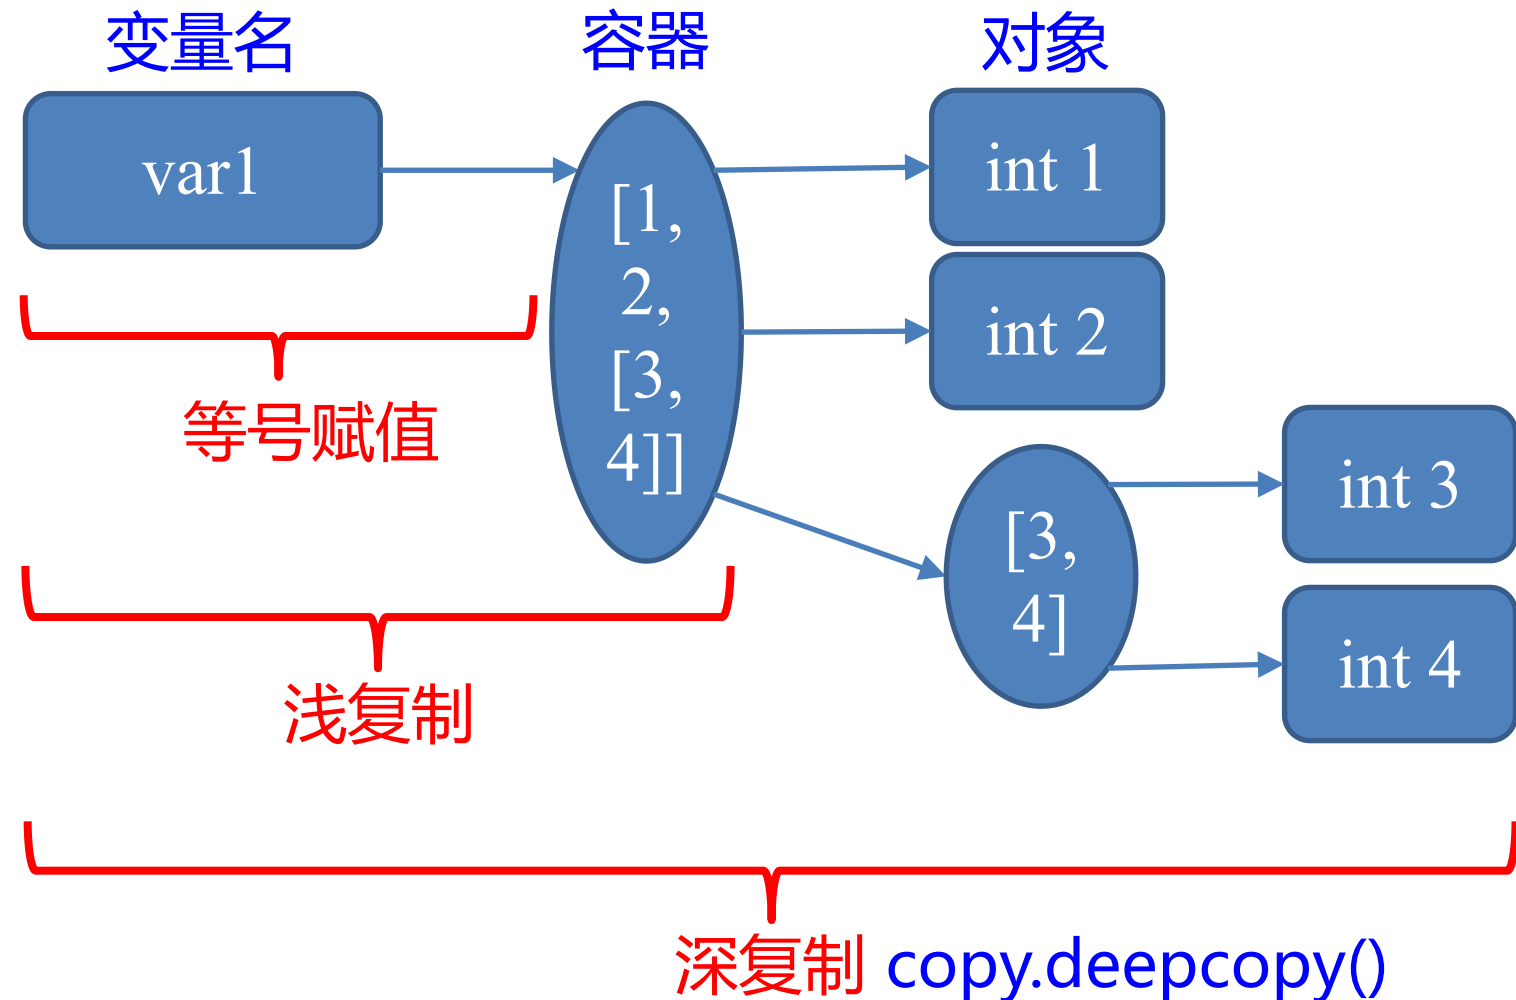 变量名
容器
对象
var1
[1,
2,
[3,
4]]
int 1
int 2
[3,
4]
int 3
int 4
等号赋值
浅复制
深复制 copy.deepcopy()